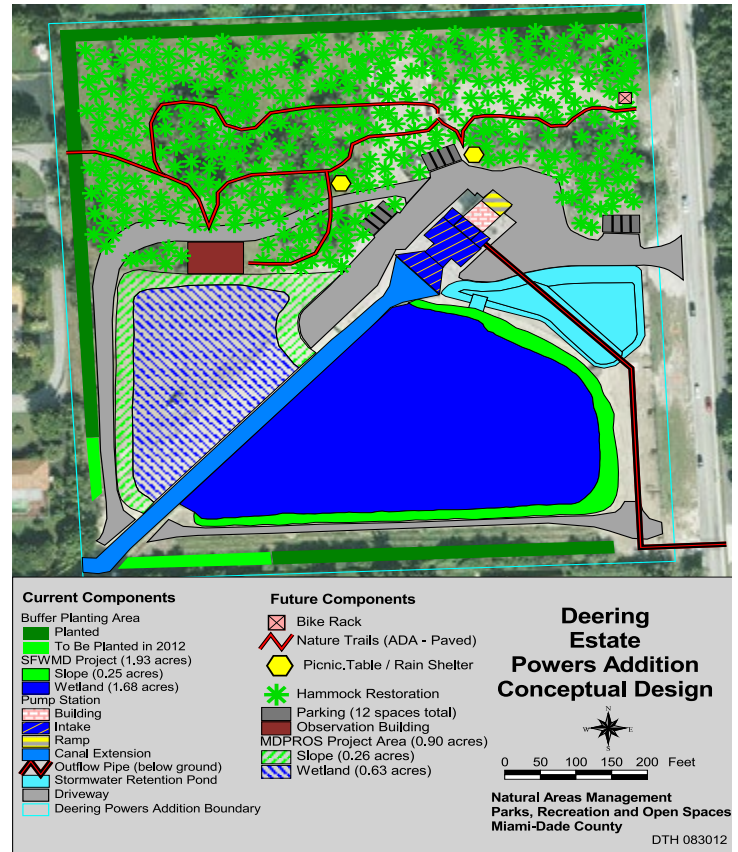 Current Components
Buffer Planting Area
Planted
To Be Planted in 2012
SFWMD Project (1.93 acres)
Slope (0.25 acres)
Wetland (1.68 acres)
Pump Station
Building
Intake
Ramp
Canal Extension
Outflow Pipe (below ground)
Stormwater Retention Pond
Driveway
Deering Powers Addition Boundary
Future Components
Bike Rack
Nature Trails (ADA - Paved)
Picnic.Table / Rain Shelter
Hammock Restoration
Parking (12 spaces total)
Observation Building
MDPROS Project Area (0.90 acres)
Slope (0.26 acres)
Wetland (0.63 acres)
Deering
Estate
Powers Addition
Conceptual Design
N
W E
S
0 50 100 150 200 Feet
Natural Areas Management
Parks, Recreation and Open Spaces
Miami-Dade County
DTH 083012